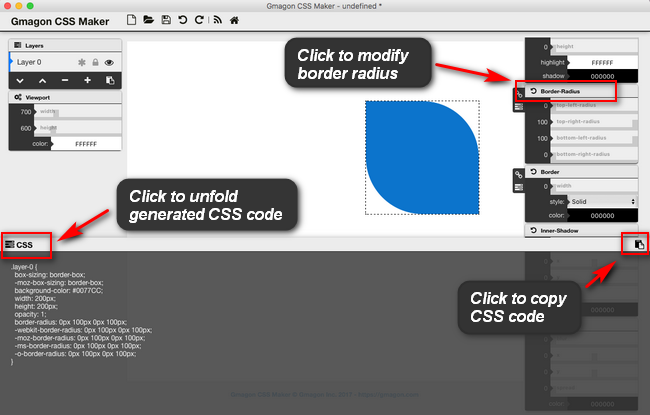 Gmagon CSS Maker - undefined *
Gmagon CSS Maker
Layers
Layer 0
Viewport
700 width
600 height
color: FFFFFF
Click to modify
border radius
0 height
highlight FFFFFF
shadow 000000
Border-Radius
0 top-left-radius
100 top-right-radius
100 bottom-left-radius
0 bottom-right-radius
Border
0 width
style: Solid
color: 000000
Inner-Shadow
Click to unfold
generated CSS code
CSS
.layer-0 {
box-sizing: border-box;
-moz-box-sizing: border-box;
background-color: #0077CC;
width: 200px;
height: 200px;
opacity: 1;
border-radius: 0px 100px 0px 100px;
-webkit-border-radius: 0px 100px 0px 100px;
-moz-border-radius: 0px 100px 0px 100px;
-ms-border-radius: 0px 100px 0px 100px;
-o-border-radius: 0px 100px 0px 100px;
}
Click to copy
CSS code